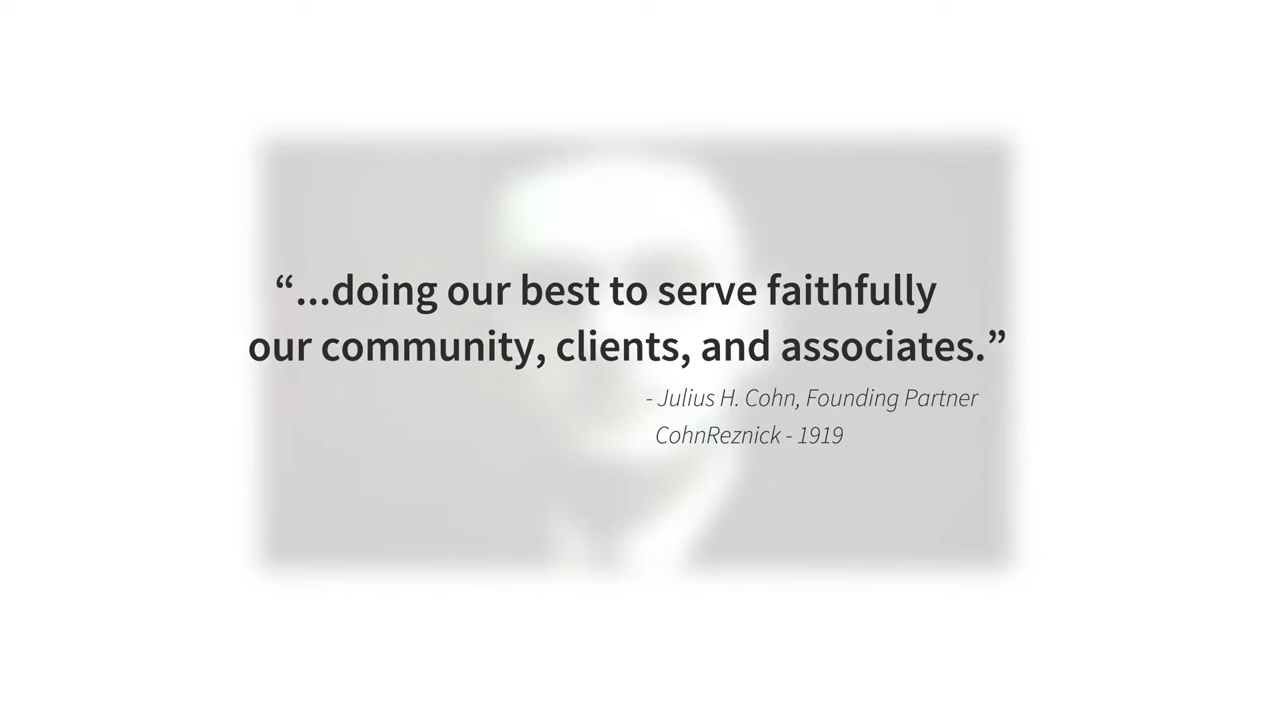 “...doing our best to serve faithfully
our community, clients, and associates.”
- Julius H. Cohn, Founding Partner
CohnReznick - 1919